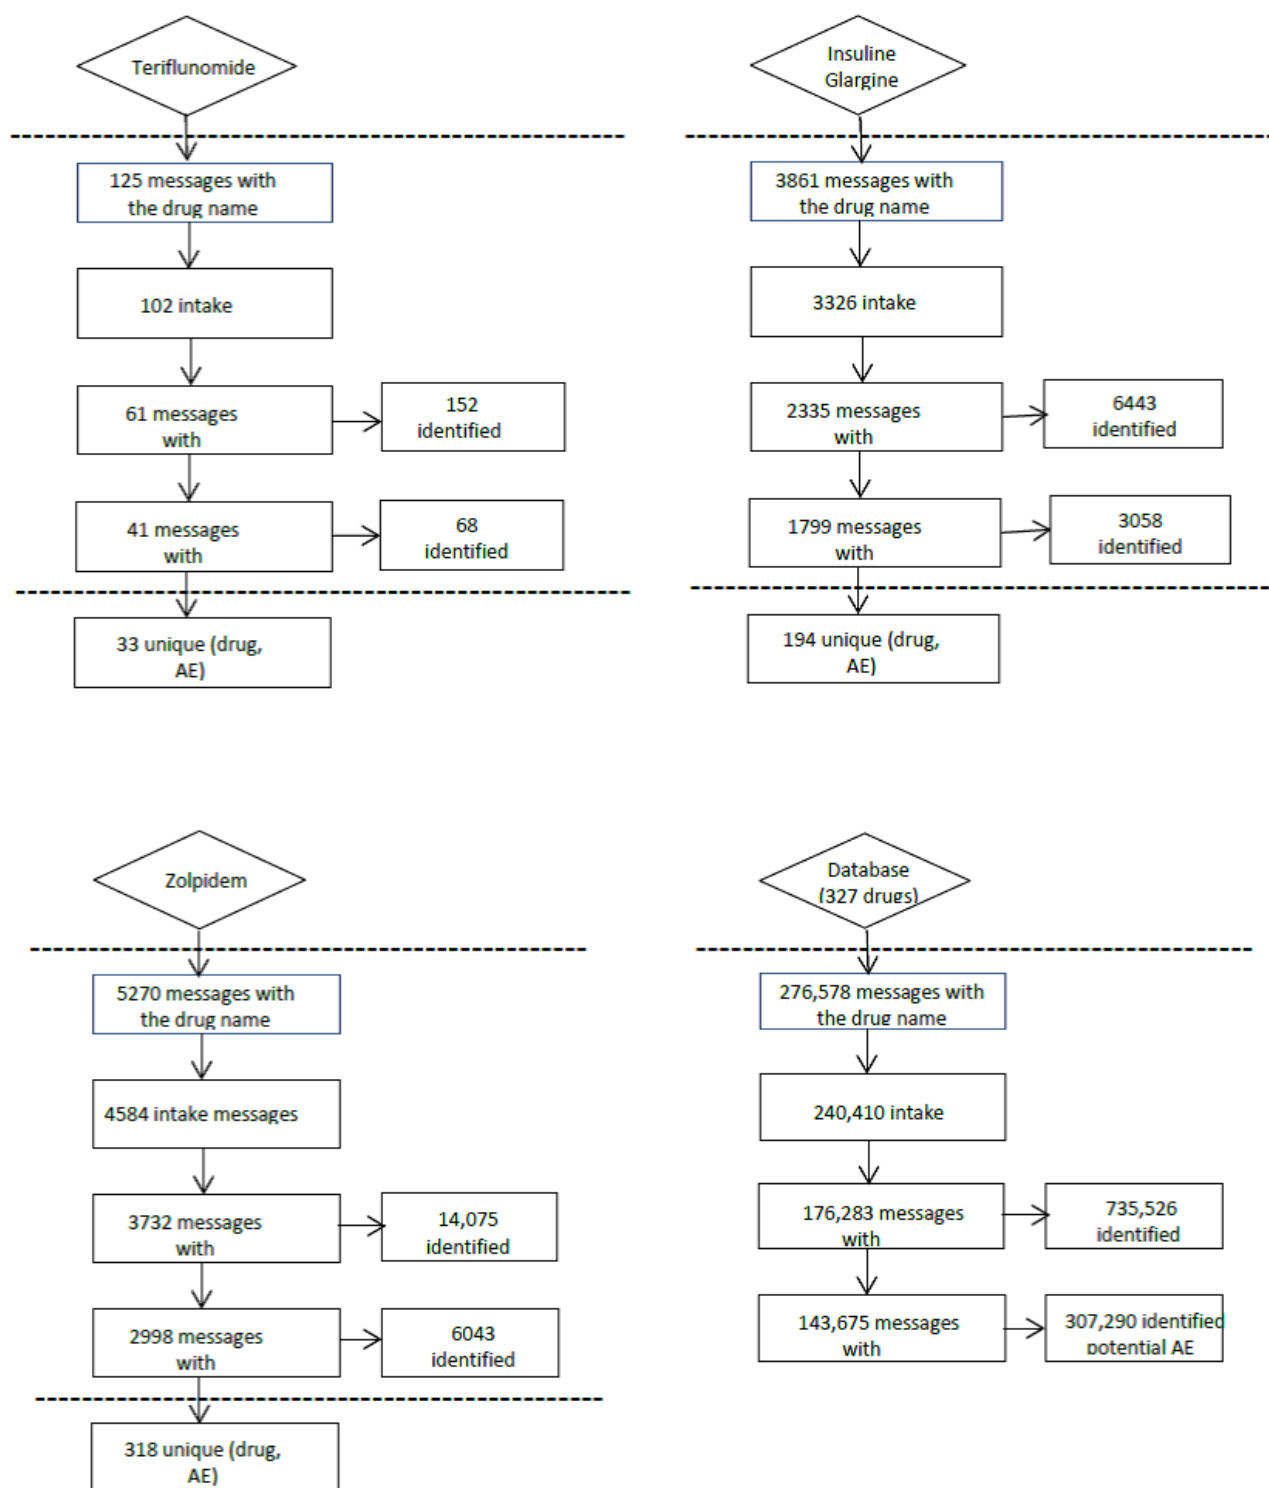 Teriflunomide
125 messages with
the drug name
102 intake
61 messages
with
152
identified
41 messages
with
68
identified
33 unique (drug,
AE)
Insuline
Glargine
3861 messages with
the drug name
3326 intake
2335 messages
with
6443
identified
1799 messages
with
3058
identified
194 unique (drug,
AE)
Zolpidem
5270 messages with
the drug name
4584 intake messages
3732 messages
with
14,075
identified
2998 messages
with
6043
identified
318 unique (drug,
AE)
Database
(327 drugs)
276,578 messages with
the drug name
240,410 intake
176,283 messages
with
735,526
identified
143,675 messages
with
307,290 identified
potential AE